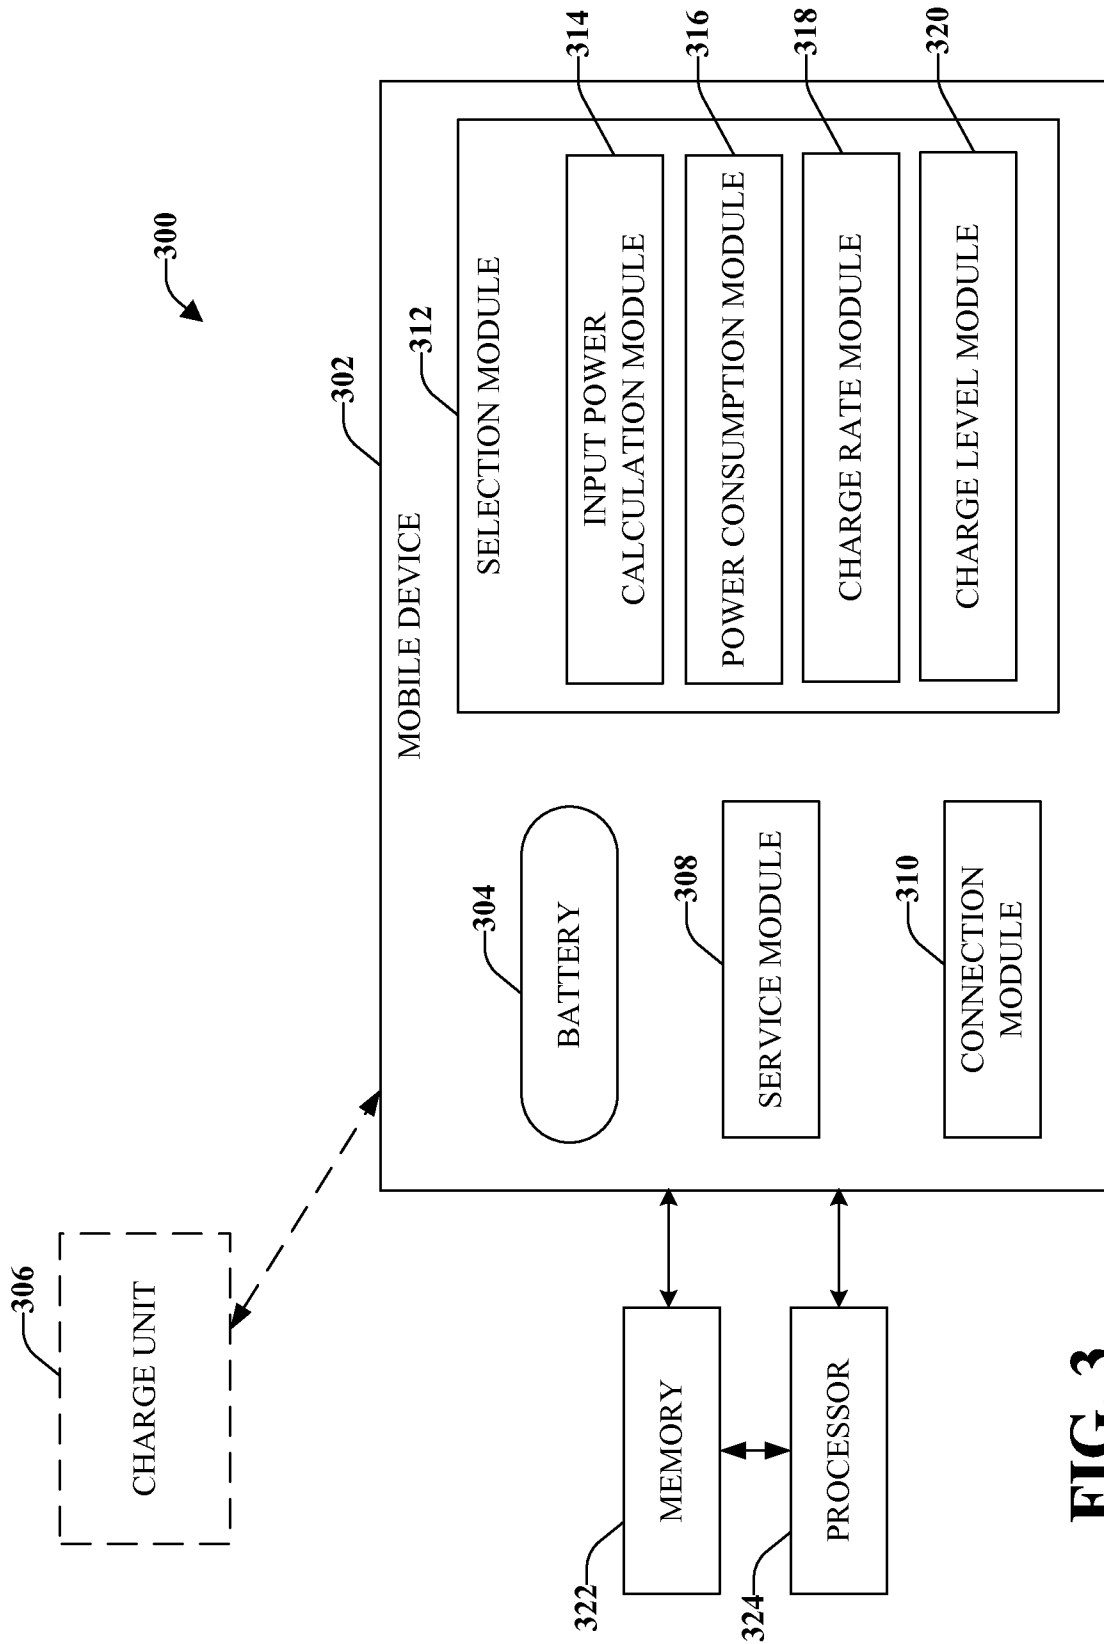 300
306
CHARGE UNIT
302
MOBILE DEVICE
304
BATTERY
312
SELECTION MODULE
314
INPUT POWER
CALCULATION MODULE
322
MEMORY
308
SERVICE MODULE
316
POWER CONSUMPTION MODULE
324
PROCESSOR
318
CHARGE RATE MODULE
310
CONNECTION
MODULE
320
CHARGE LEVEL MODULE
FIG. 3